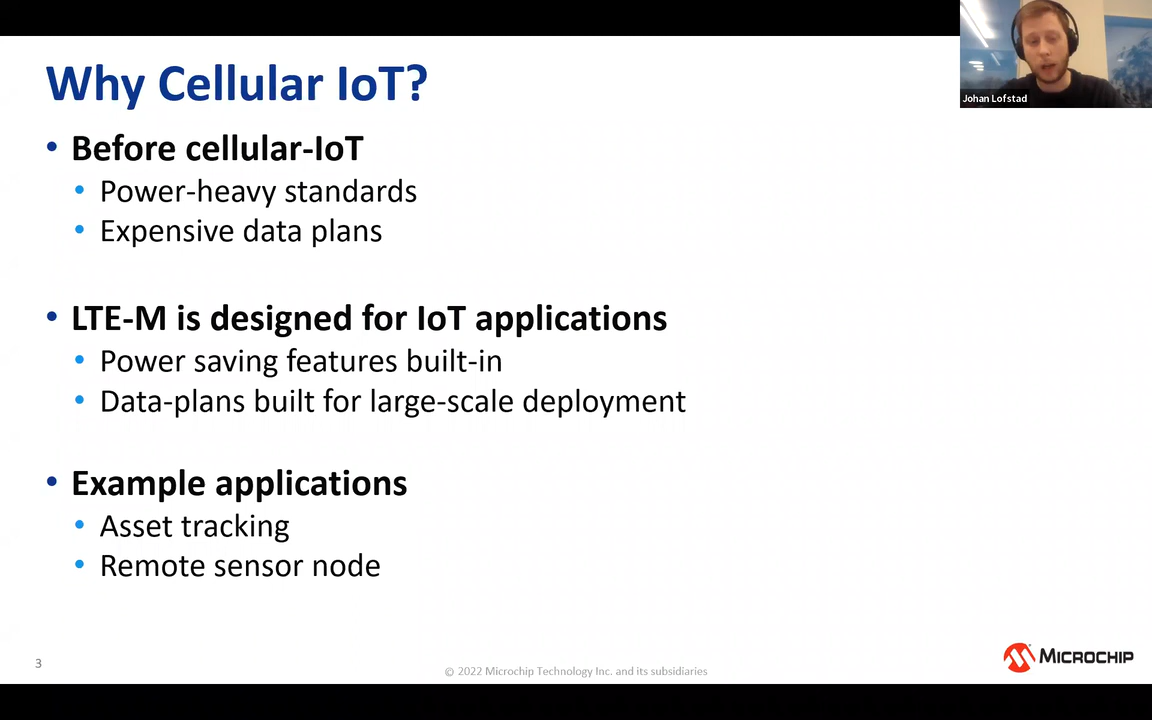 Why Cellular IoT?
Johan Lofstad
• Before cellular-IoT
• Power-heavy standards
• Expensive data plans
• LTE-M is designed for IoT applications
• Power saving features built-in
• Data-plans built for large-scale deployment
• Example applications
• Asset tracking
• Remote sensor node
3
© 2022 Microchip Technology Inc. and its subsidiaries
MICROCHIP